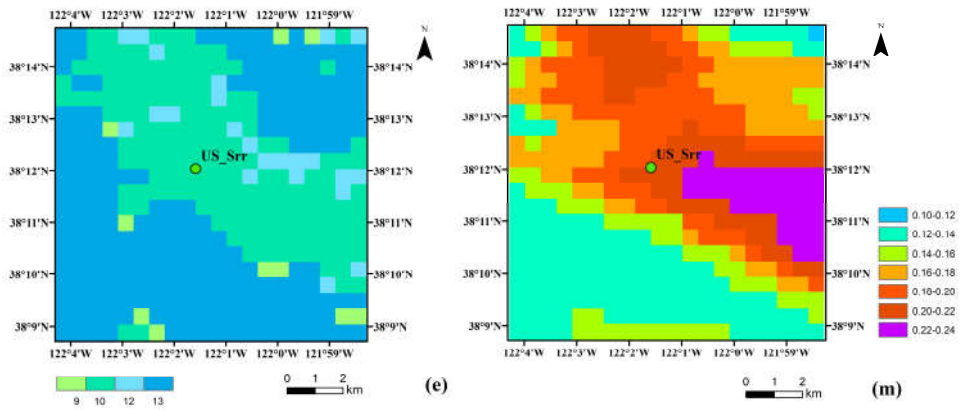 122°4'W 122°3'W 122°2'W 122°1'W 122°0'W 121°59'W
N
38°14'N 38°14'N
38°13'N 38°13'N
US_Srr
38°12'N 38°12'N
38°11'N 38°11'N
38°10'N 38°10'N
38°9'N 38°9'N
122°4'W 122°3'W 122°2'W 122°1'W 122°0'W 121°59'W
9 10 12 13
0 1 2
km
(e)
122°4'W 122°3'W 122°2'W 122°1'W 122°0'W 121°59'W
N
38°14'N 38°14'N
38°13'N 38°13'N
US_Srr
38°12'N 38°12'N
38°11'N 38°11'N
38°10'N 38°10'N
38°9'N 38°9'N
122°4'W 122°3'W 122°2'W 122°1'W 122°0'W 121°59'W
0 1 2
km
(m)
0.10-0.12
0.12-0.14
0.14-0.16
0.16-0.18
0.18-0.20
0.20-0.22
0.22-0.24